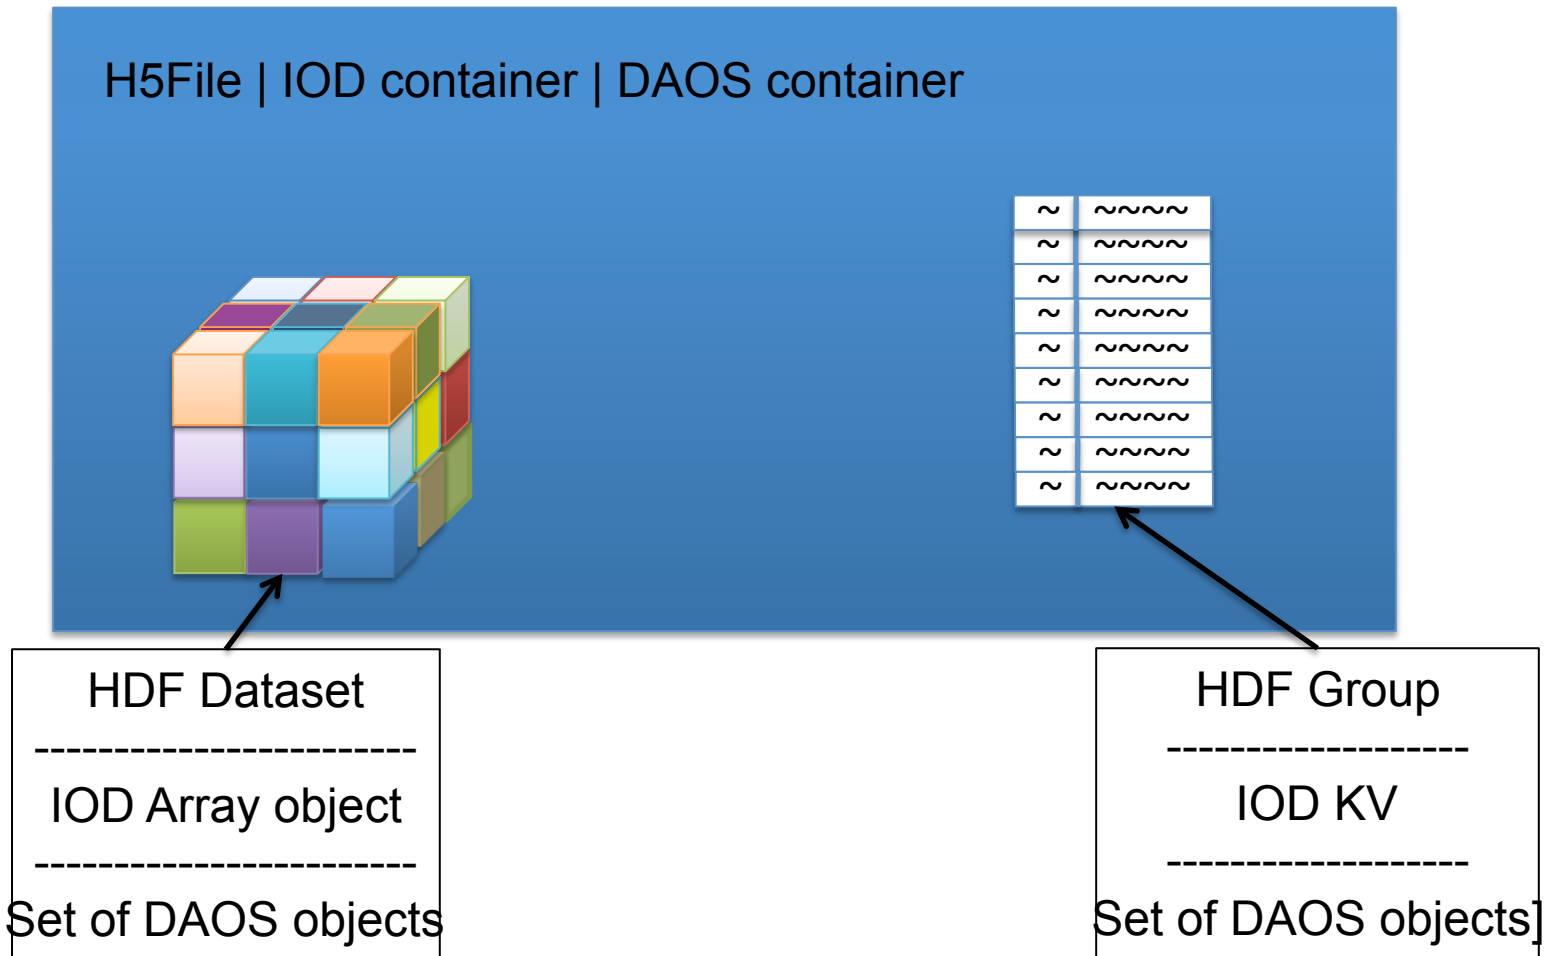 H5File | IOD container | DAOS container
~ ~~~~
~ ~~~~
~ ~~~~
~ ~~~~
~ ~~~~
~ ~~~~
~ ~~~~
~ ~~~~
~ ~~~~
HDF Dataset
-----------------------
IOD Array object
-----------------------
Set of DAOS objects
HDF Group
------------------
IOD KV
------------------
Set of DAOS objects]